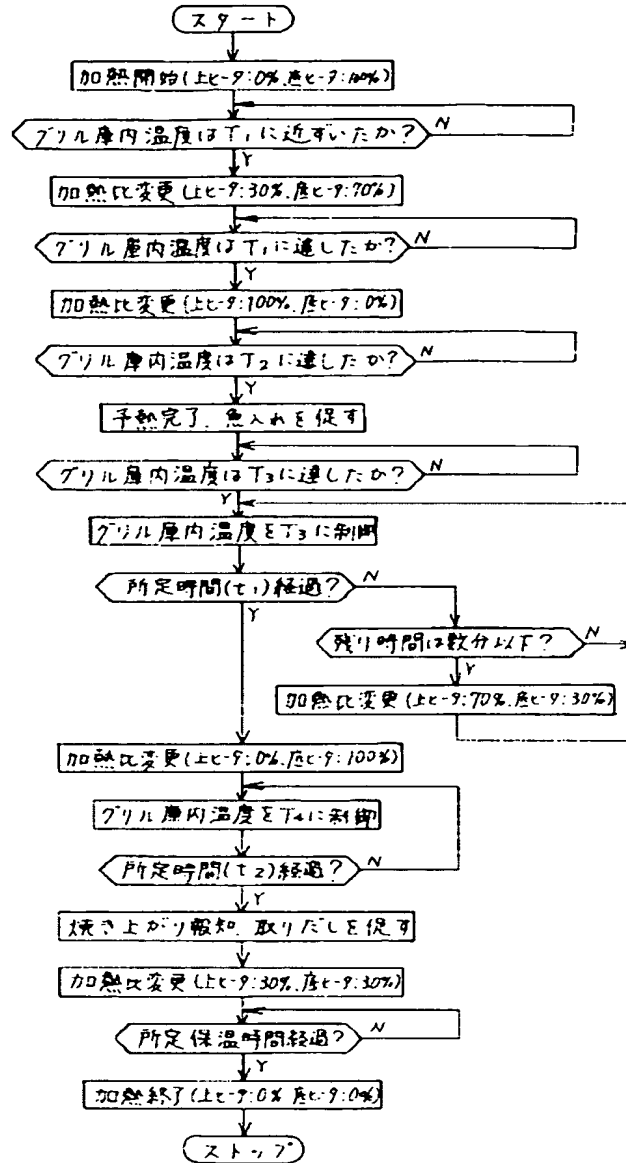 スタート
加熱開始(上ヒータ:0%,底ヒータ:100%)
グリル庫内温度はT₁に近ずいたか?
N
Y
加熱比変更(上ヒータ:30%,底ヒータ:70%)
グリル庫内温度はT₁に達したか?
N
Y
加熱比変更(上ヒータ:100%,底ヒータ:0%)
グリル庫内温度はT₂に達したか?
N
Y
予熱完了、魚入れを促す
グリル庫内温度はT₃に達したか?
N
Y
グリル庫内温度をT₃に制御
所定時間(t₁)経過?
N
Y
残り時間は数分以下?
N
Y
加熱比変更(上ヒータ:70%,底ヒータ:30%)
加熱比変更(上ヒータ:0%,底ヒータ:100%)
グリル庫内温度をT₄に制御
所定時間(t₂)経過?
N
Y
焼き上がり報知、取りだしを促す
加熱比変更(上ヒータ:30%,底ヒータ:30%)
所定保温時間経過?
N
Y
加熱終了(上ヒータ:0% 底ヒータ:0%)
ストップ